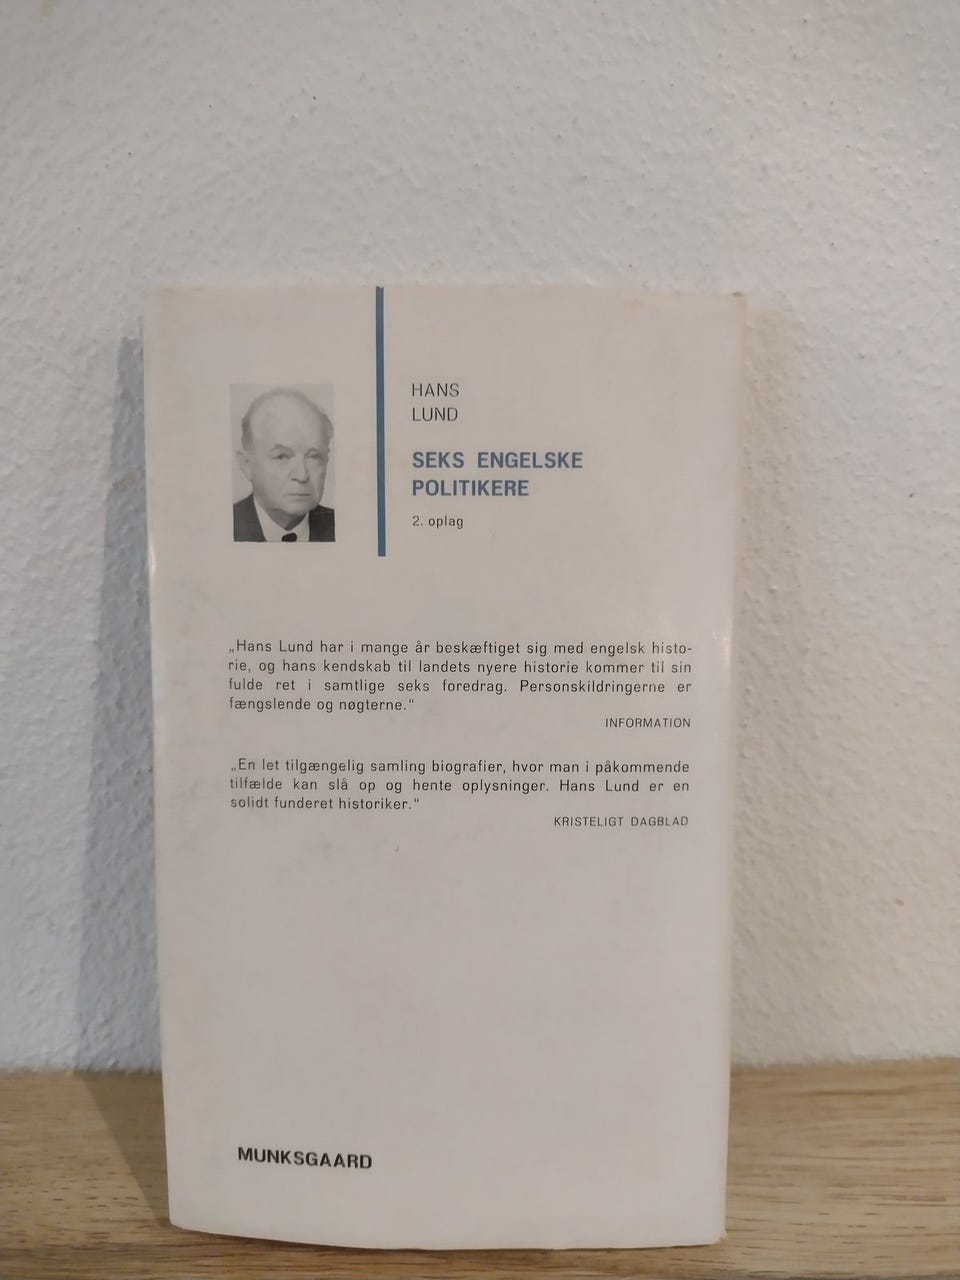 HANS
LUND
SEKS ENGELSKE
POLITIKERE
2. oplag
„Hans Lund har i mange år beskæftiget sig med engelsk histo-
rie, og hans kendskab til landets nyere historie kommer til sin
fulde ret i samtlige seks foredrag. Personskildringerne er
fængslende og nøgterne.“
INFORMATION
„En let tilgængelig samling biografier, hvor man i påkommende
tilfælde kan slå op og hente oplysninger. Hans Lund er en
solidt funderet historiker.“
KRISTELIGT DAGBLAD
MUNKSGAARD